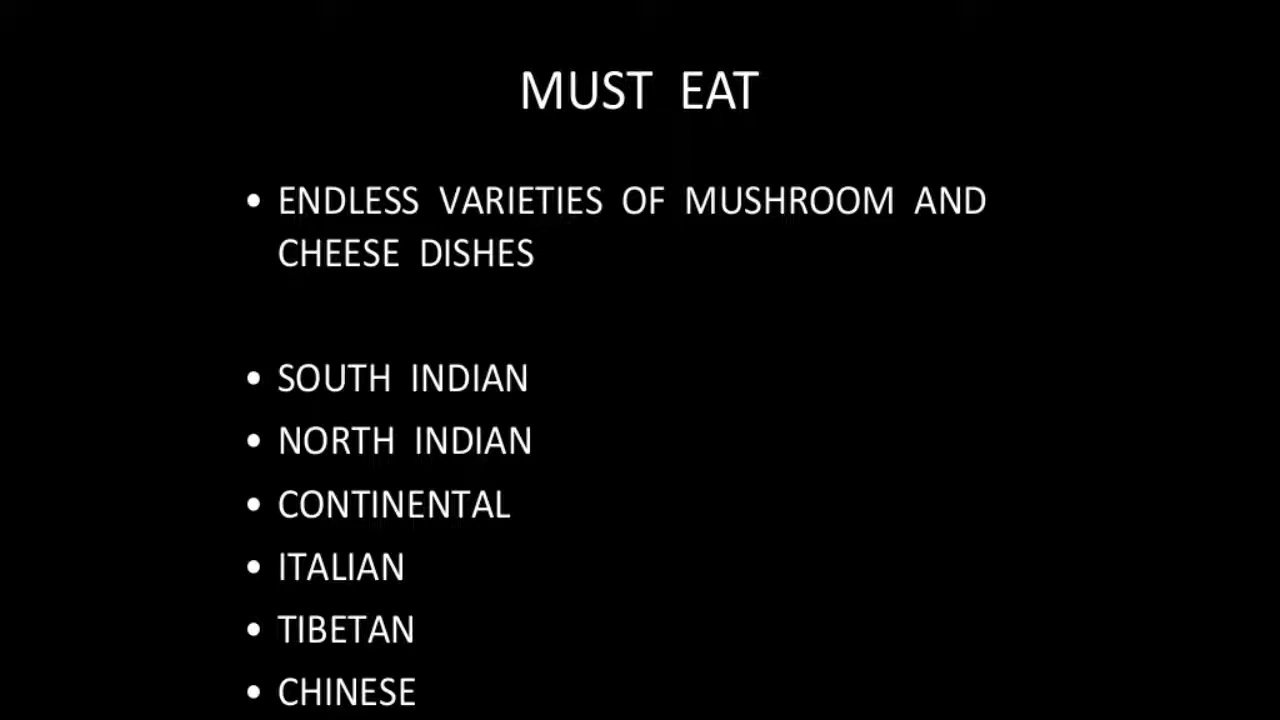 MUST EAT
• ENDLESS VARIETIES OF MUSHROOM AND
CHEESE DISHES
• SOUTH INDIAN
• NORTH INDIAN
• CONTINENTAL
• ITALIAN
• TIBETAN
• CHINESE